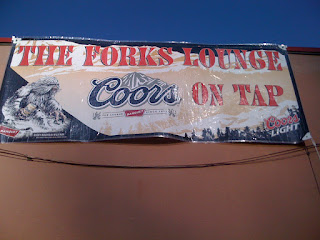 THE FORKS LOUNGE
Coors ON TAP
Coors
LIGHT